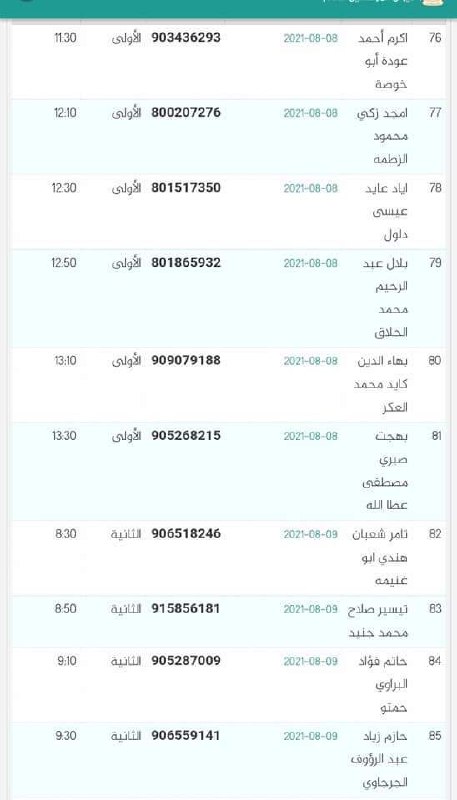 76 اكرم أحمد 2021-08-08 903436293 الأولى 11:30
عودة أبو
خوصة
77 امجد زكي 2021-08-08 800207276 الأولى 12:10
محمود
الزطمه
78 اياد عايد 2021-08-08 801517350 الأولى 12:30
عيسى
دلول
79 بلال عبد 2021-08-08 801865932 الأولى 12:50
الرحيم
محمد
الحلاق
80 بهاء الدين 2021-08-08 909079188 الأولى 13:10
كايد محمد
العكر
81 بهجت 2021-08-08 905268215 الأولى 13:30
صبري
مصطفى
عطا الله
82 تامر شعبان 2021-08-09 906518246 الثانية 8:30
هندي ابو
غنيمه
83 تيسير صلاح 2021-08-09 915856181 الثانية 8:50
محمد جنيد
84 حاتم فؤاد 2021-08-09 905287009 الثانية 9:10
البراوي
حمتو
85 حازم زياد 2021-08-09 906559141 الثانية 9:30
عبد الرؤوف
الجرجاوي